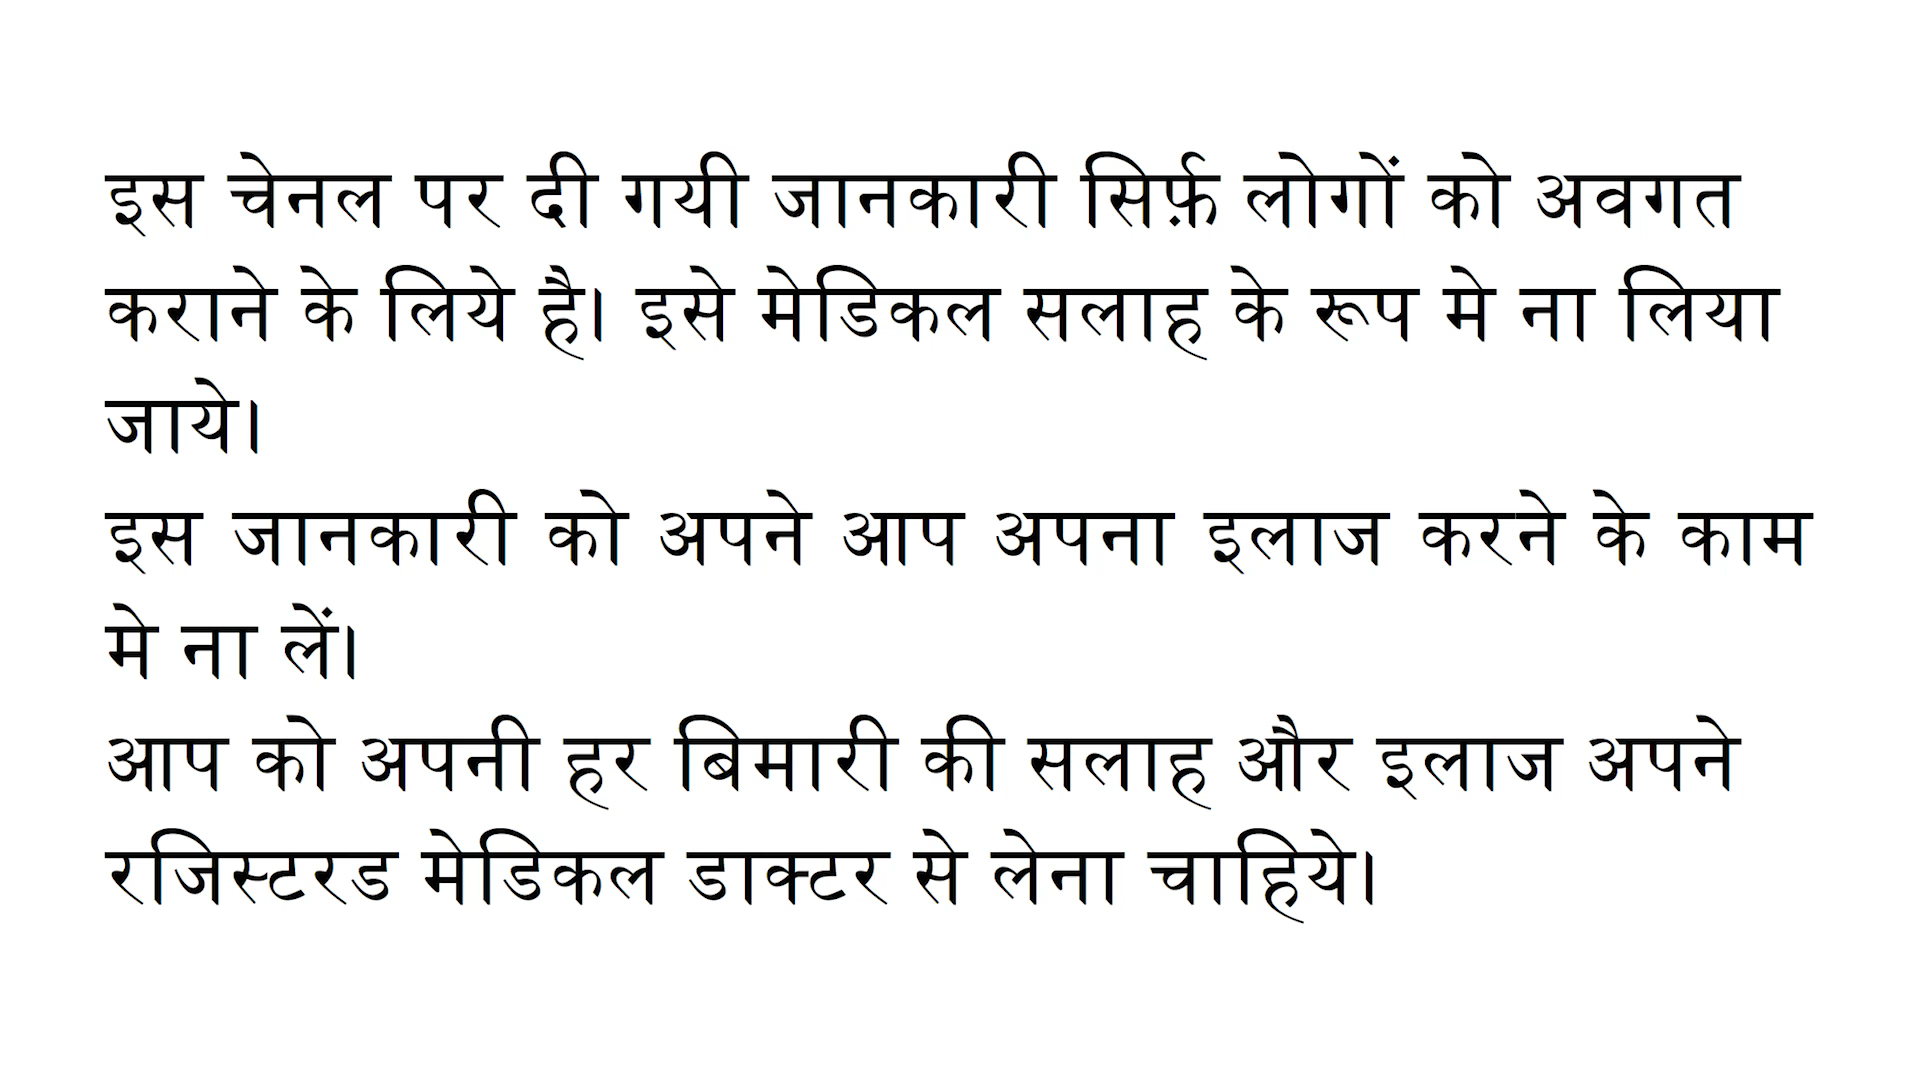 इस चेनल पर दी गयी जानकारी सिर्फ़ लोगों को अवगत
कराने के लिये है। इसे मेडिकल सलाह के रूप मे ना लिया
जाये।
इस जानकारी को अपने आप अपना इलाज करने के काम
मे ना लें।
आप को अपनी हर बिमारी की सलाह और इलाज अपने
रजिस्टरड मेडिकल डाक्टर से लेना चाहिये।